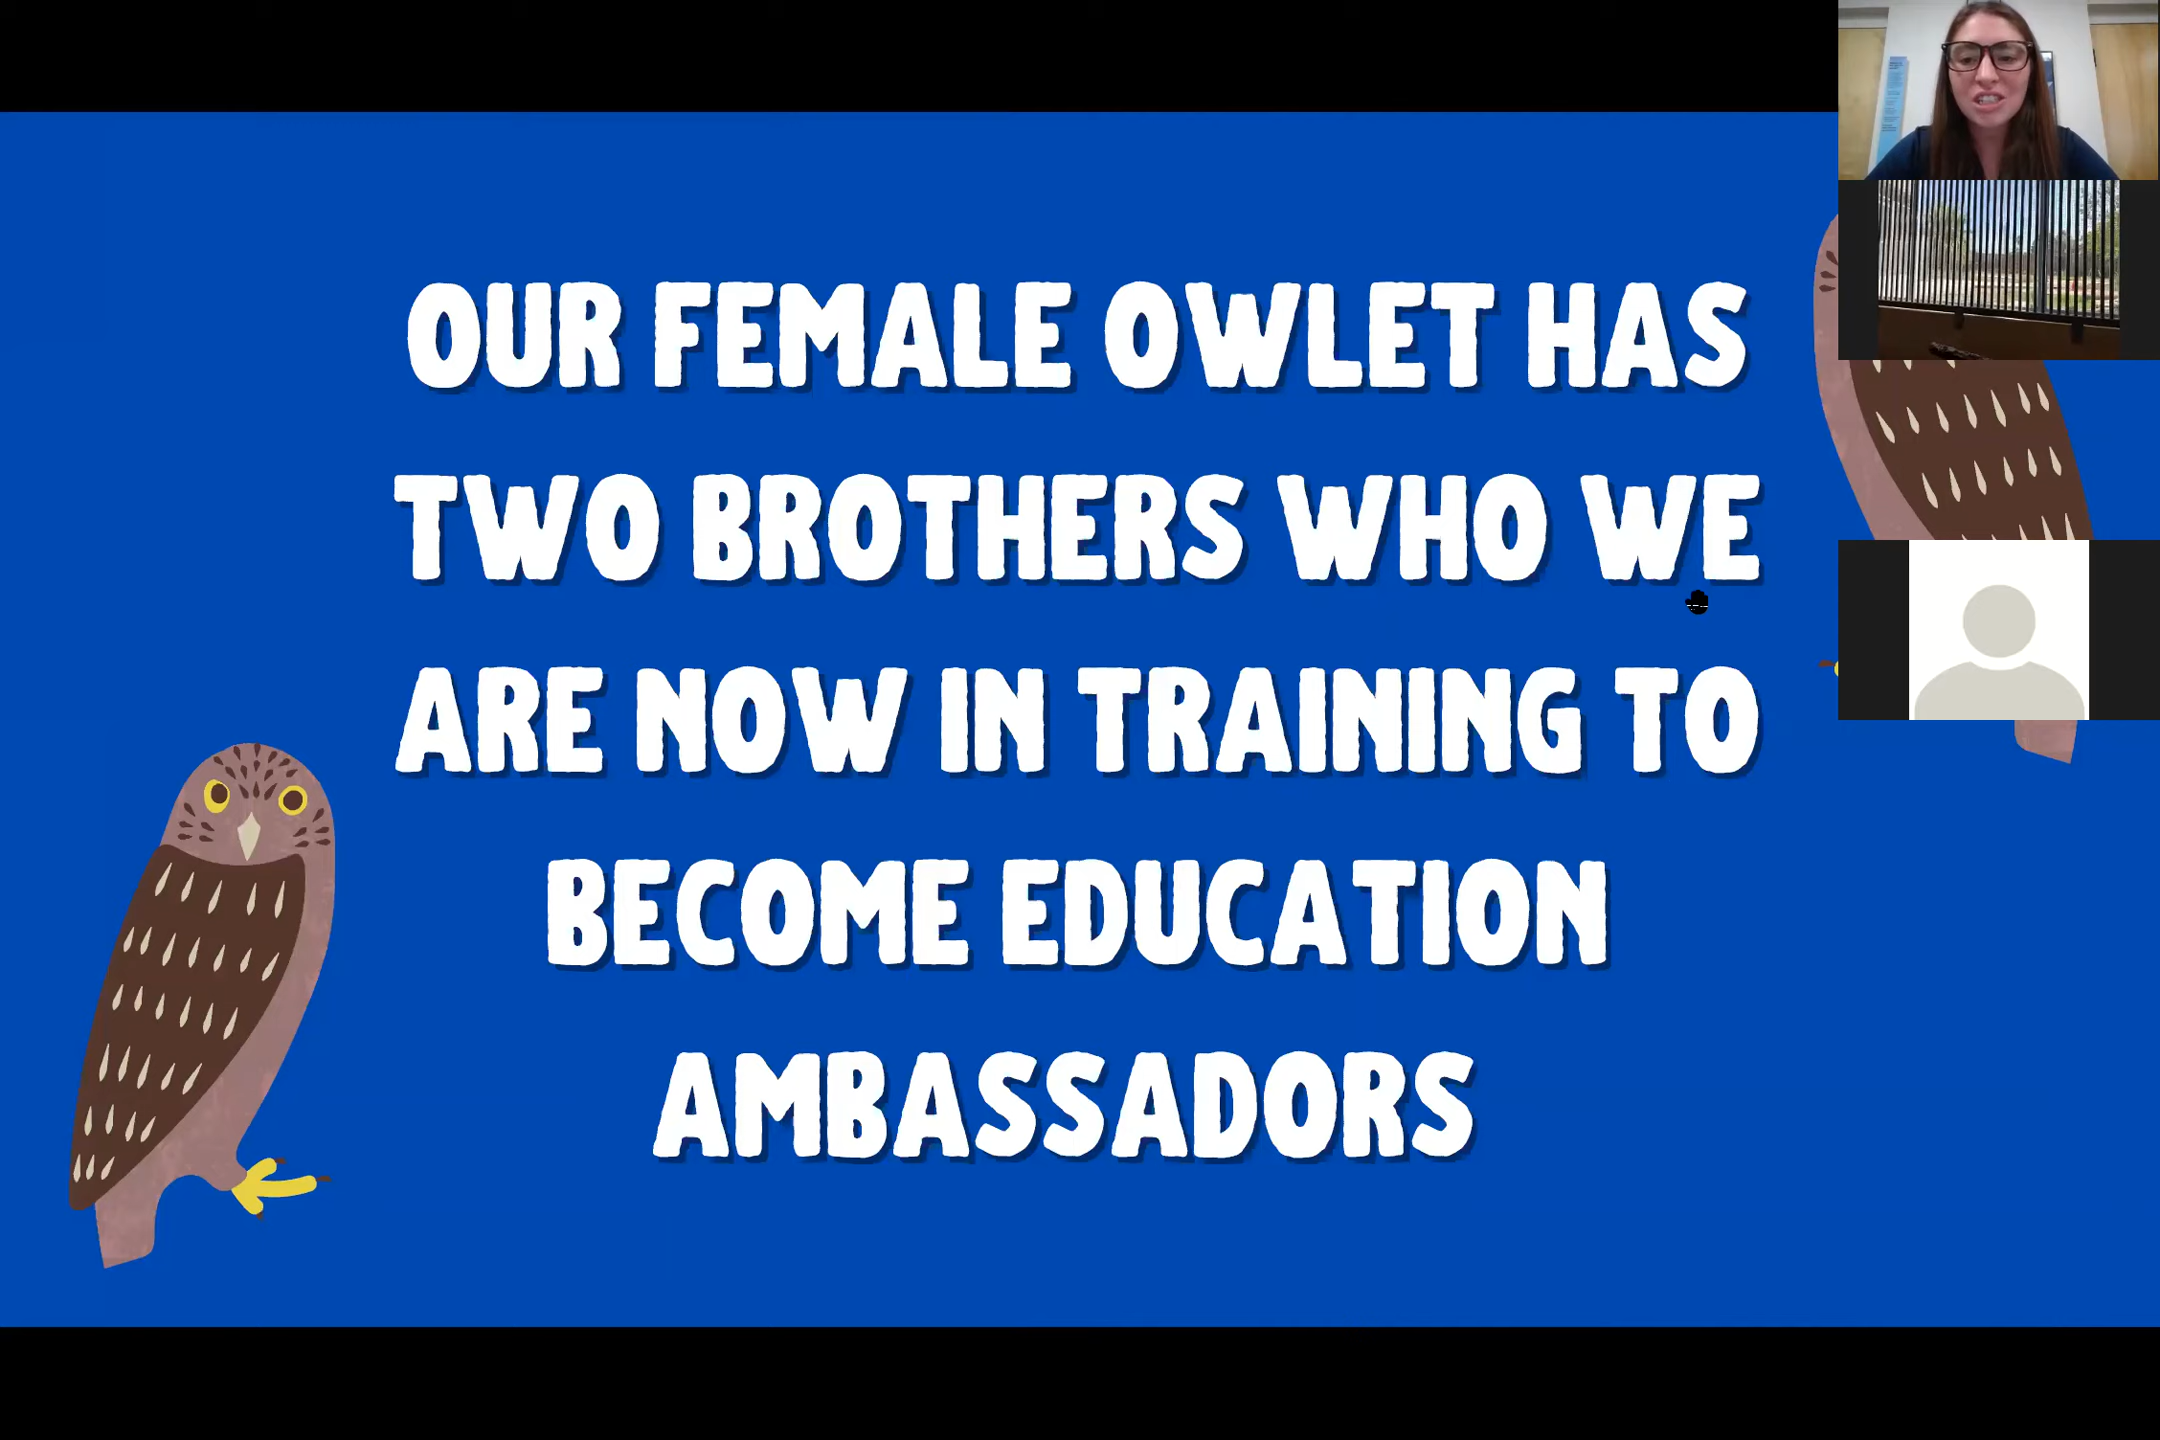 OUR FEMALE OWLET HAS
TWO BROTHERS WHO WE
ARE NOW IN TRAINING TO
BECOME EDUCATION
AMBASSADORS